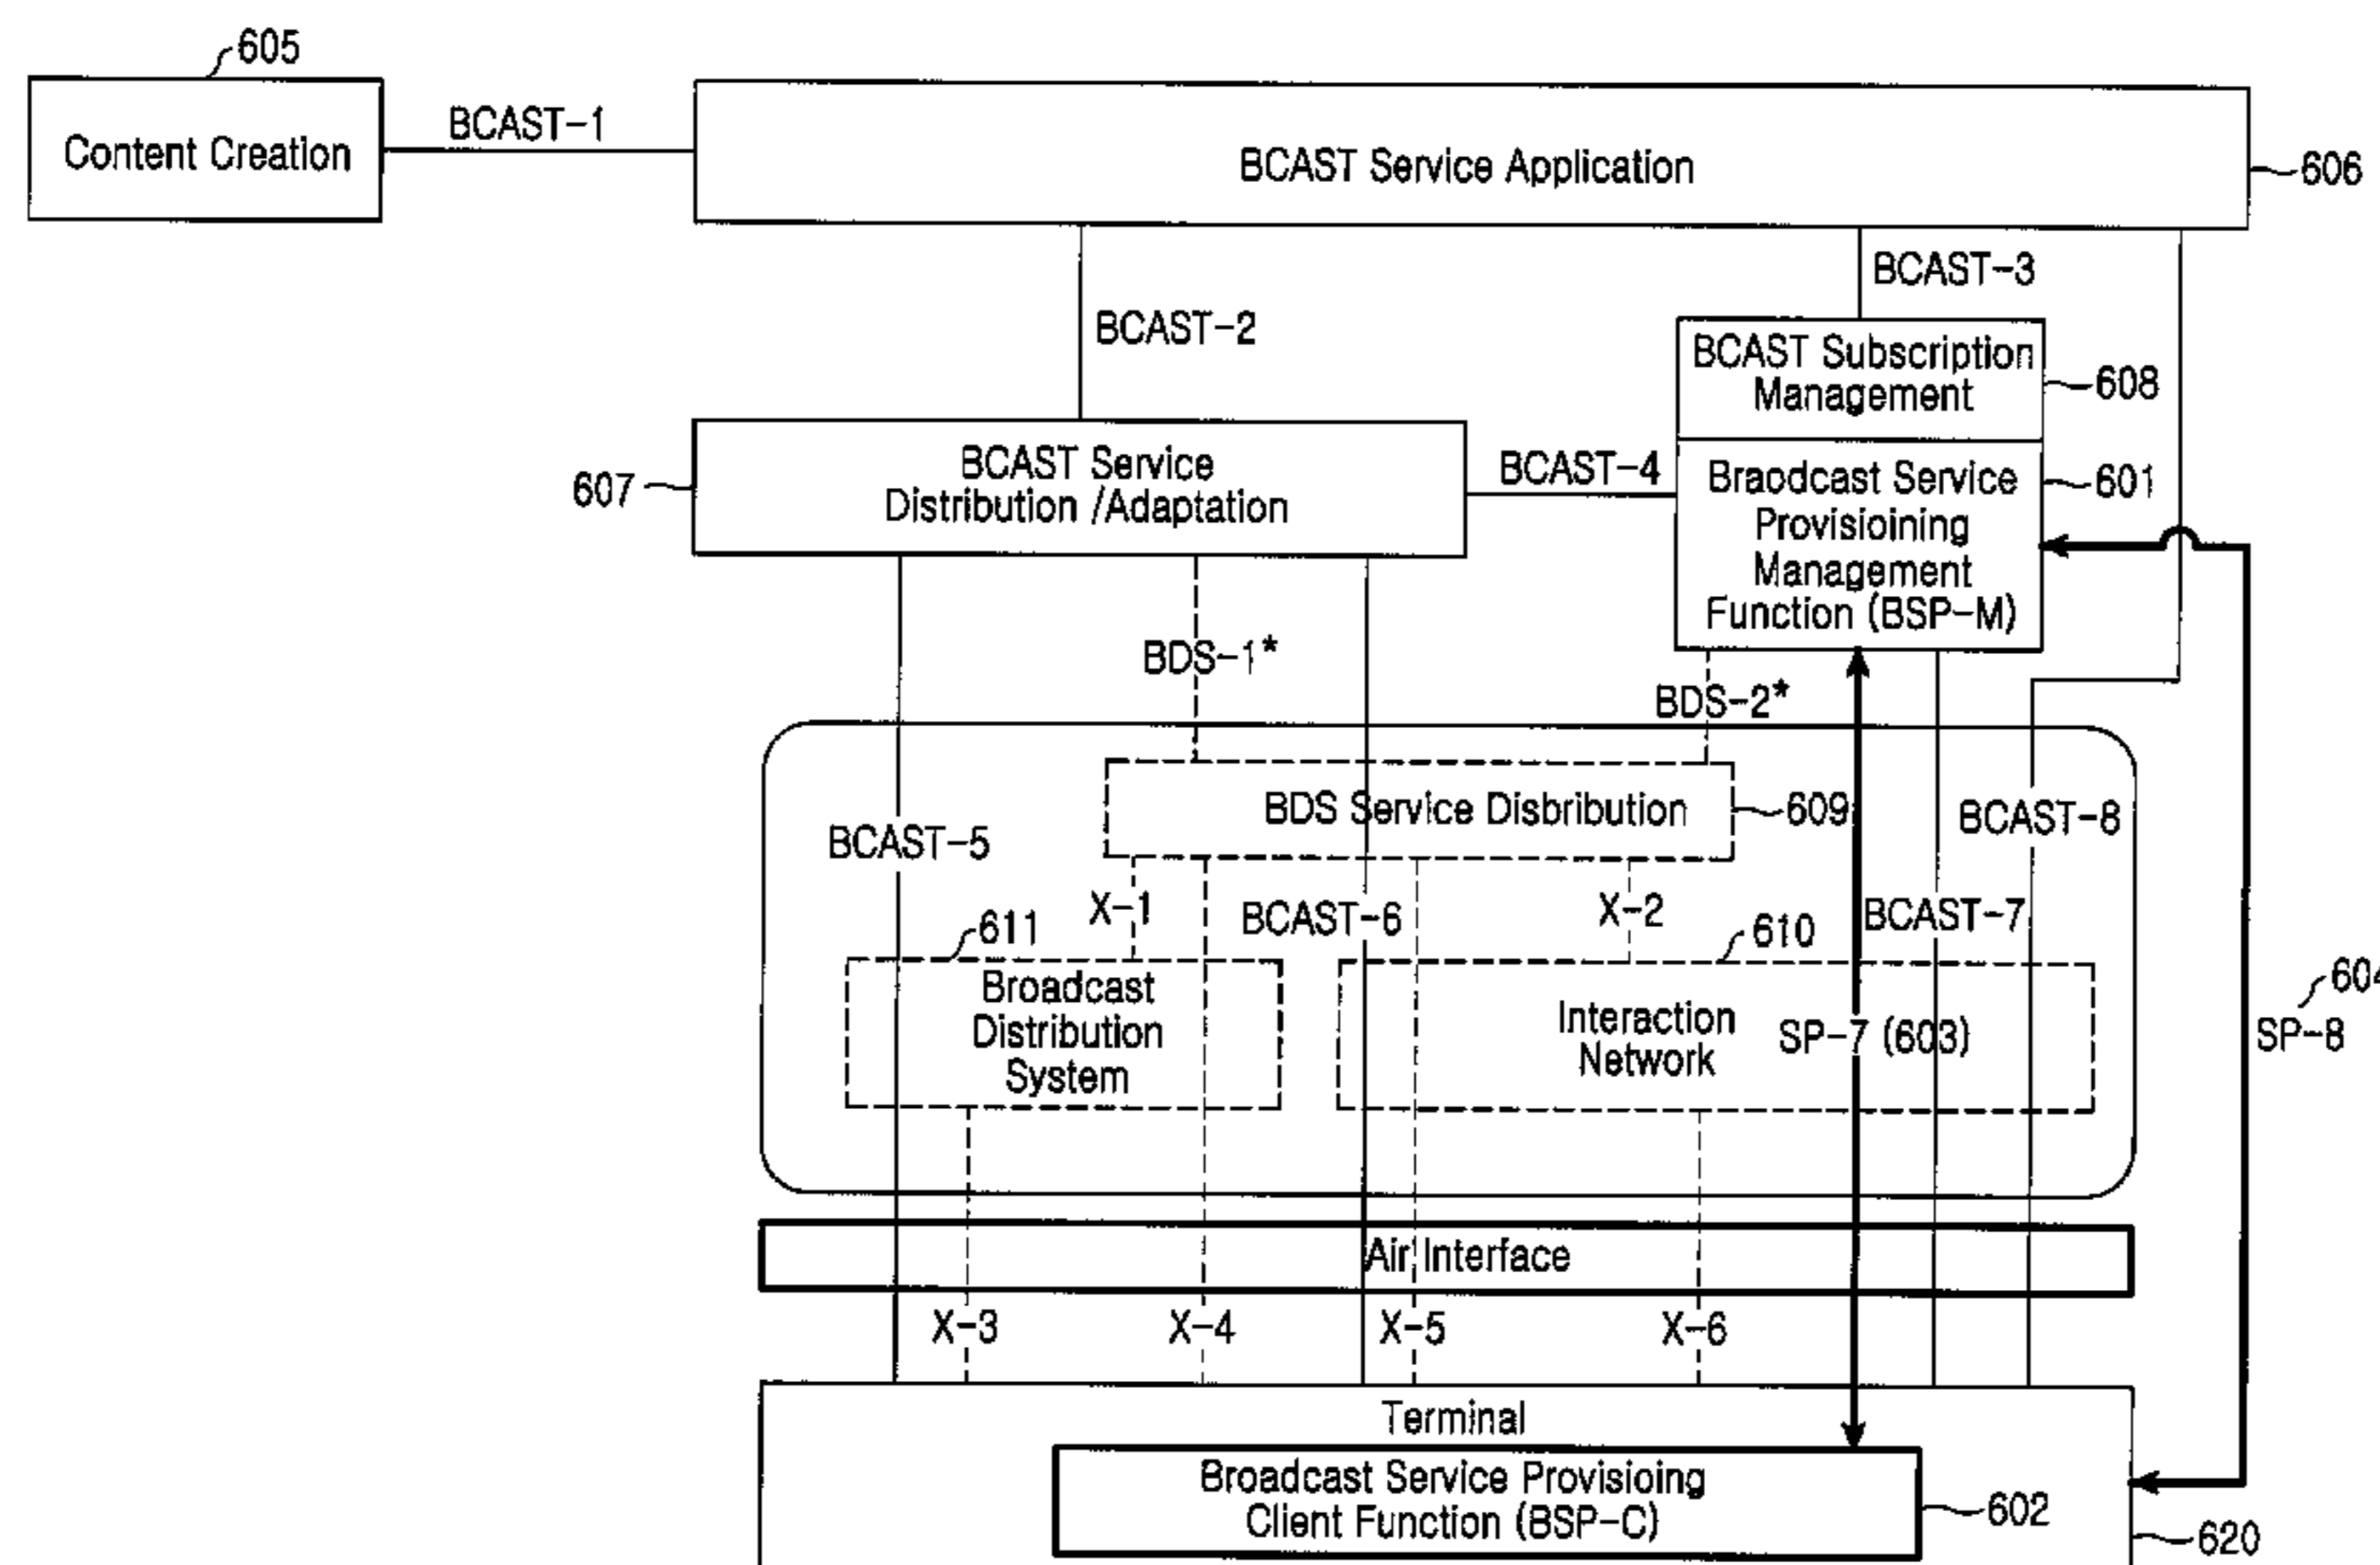 605
Content Creation
BCAST-1
BCAST Service Application
606
BCAST-2
BCAST-3
BCAST Subscription
Management
608
607
BCAST Service
Distribution /Adaptation
BCAST-4
Braodcast Service
Provisioining
Management
Function (BSP-M)
601
BDS-1*
BDS-2*
BDS Service Disbribution
609
BCAST-5
BCAST-8
X-1
BCAST-6
X-2
BCAST-7
611
610
Broadcast
Distribution
System
Interaction
Network
SP-7 (603)
604
SP-8
Air Interface
X-3
X-4
X-5
X-6
Terminal
Broadcast Service Provisioing
Client Function (BSP-C)
602
620